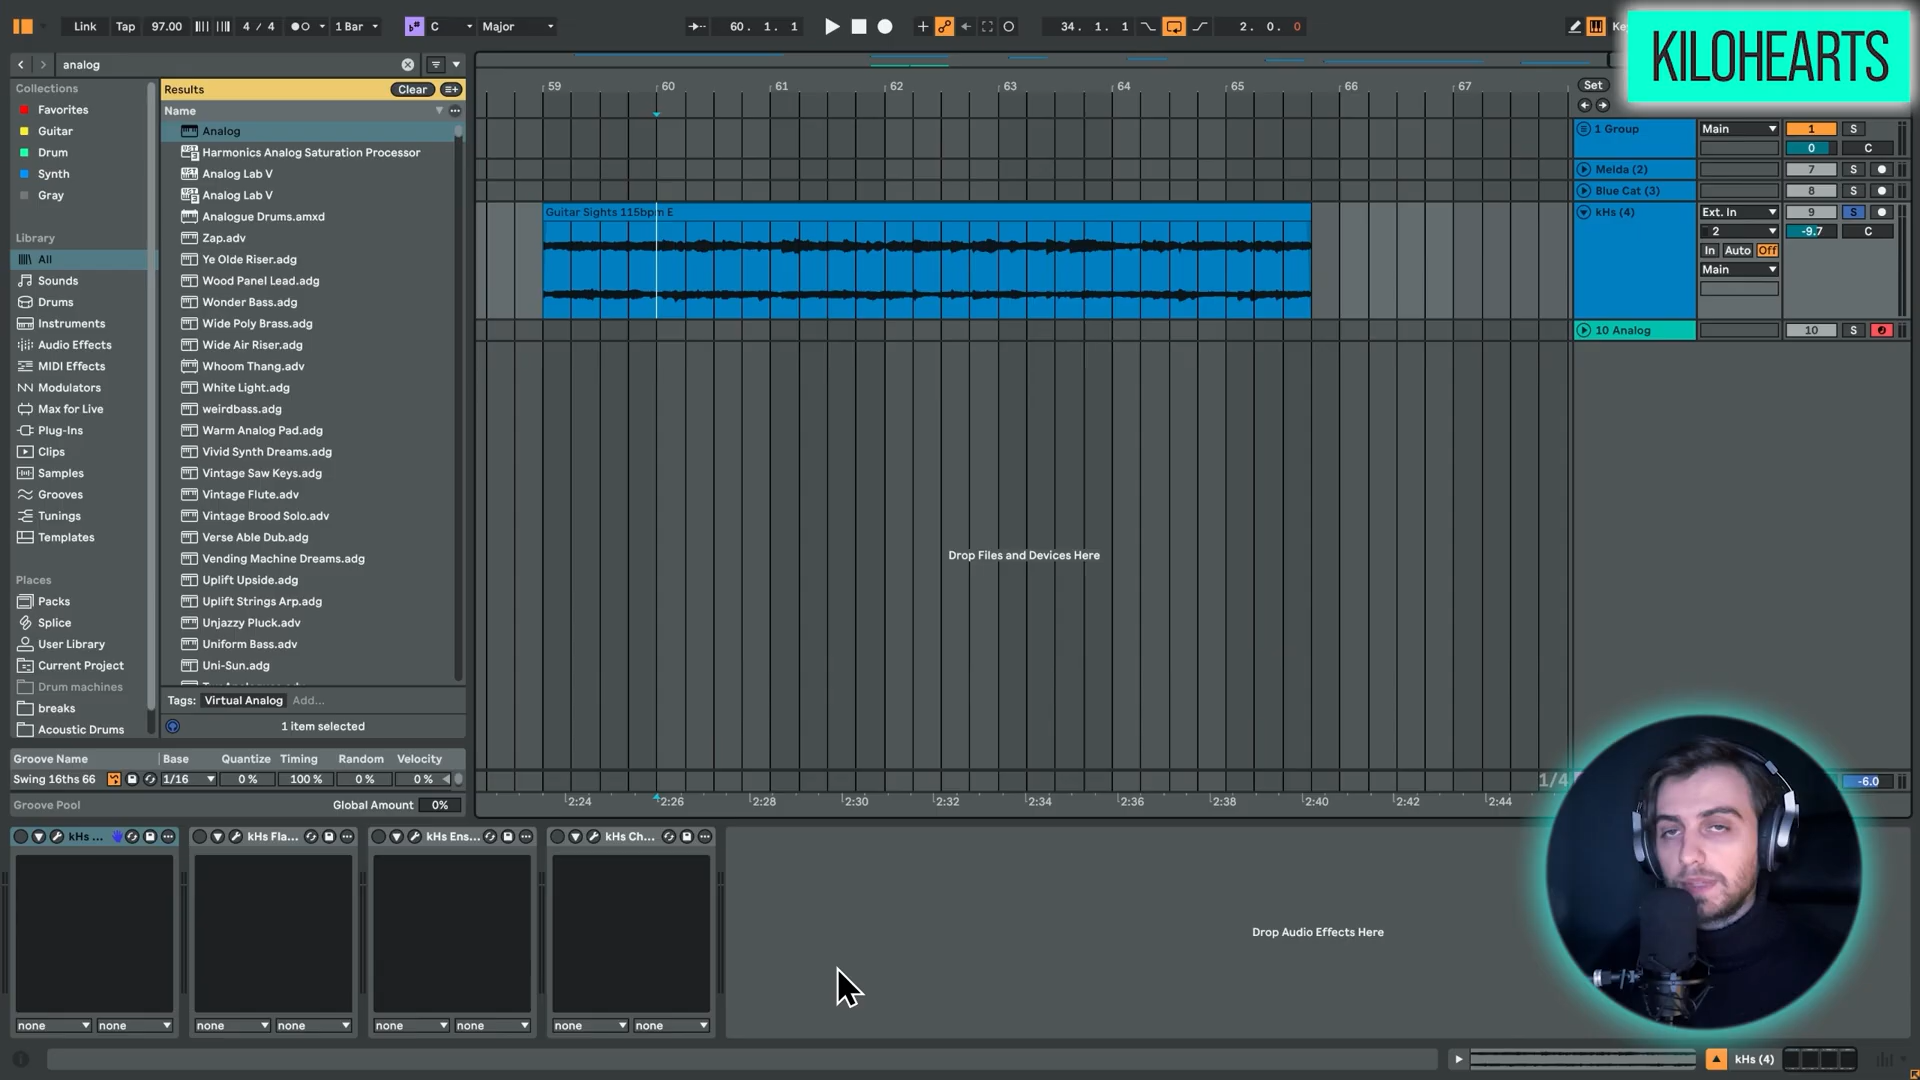 Link Tap 97.00 4 / 4 1 Bar C Major 60. 1. 1 34. 1. 1 2. 0. 0
KILOHEARTS
analog
Collections
Favorites
Guitar
Drum
Synth
Gray
Library
All
Sounds
Drums
Instruments
Audio Effects
MIDI Effects
Modulators
Max for Live
Plug-Ins
Clips
Samples
Grooves
Tunings
Templates
Places
Packs
Splice
User Library
Current Project
Drum machines
breaks
Acoustic Drums
Results Clear
Name
Analog
Harmonics Analog Saturation Processor
Analog Lab V
Analog Lab V
Analogue Drums.amxd
Zap.adv
Ye Olde Riser.adg
Wood Panel Lead.adg
Wonder Bass.adg
Wide Poly Brass.adg
Wide Air Riser.adg
Whoom Thang.adv
White Light.adg
weirdbass.adg
Warm Analog Pad.adg
Vivid Synth Dreams.adg
Vintage Saw Keys.adg
Vintage Flute.adv
Vintage Brood Solo.adv
Verse Able Dub.adg
Vending Machine Dreams.adg
Uplift Upside.adg
Uplift Strings Arp.adg
Unjazzy Pluck.adv
Uniform Bass.adv
Uni-Sun.adg
Tags: Virtual Analog Add...
1 item selected
Groove Name Base Quantize Timing Random Velocity
Swing 16ths 66 1/16 0 % 100 % 0 % 0 %
Groove Pool Global Amount 0%
59 60 61 62 63 64 65 66 67
Set
Guitar Sights 115bpm E
Drop Files and Devices Here
1 Group Main 1 S
0 C
Melda (2) 7 S
Blue Cat (3) 8 S
kHs (4) Ext. In 9 S
2 -9.7 C
In Auto Off
Main
10 Analog 10 S
1/4 -6.0
2:24 2:26 2:28 2:30 2:32 2:34 2:36 2:38 2:40 2:42 2:44
kHs ... kHs Fla... kHs Ens... kHs Ch...
Drop Audio Effects Here
none none none none none none none none
kHs (4)